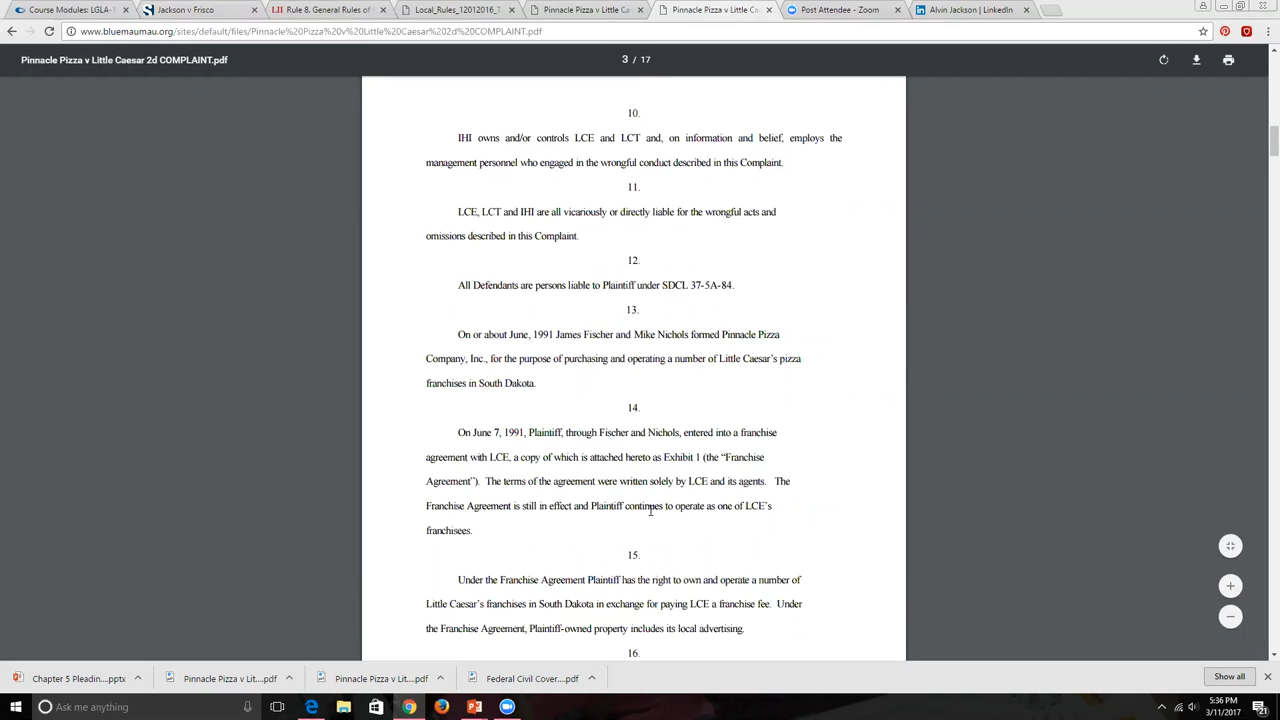 Course Modules: LGLA-1
Jackson v Frisco
LII Rule 8. General Rules of
Local_Rules_12012016_T
Pinnacle Pizza v Little Ca
Pinnacle Pizza v Little Ca
Post Attendee - Zoom
Alvin Jackson | LinkedIn
www.bluemaumau.org/sites/default/files/Pinnacle%20Pizza%20v%20Little%20Caesar%202d%20COMPLAINT.pdf
Pinnacle Pizza v Little Caesar 2d COMPLAINT.pdf
3 / 17
10.
IHI owns and/or controls LCE and LCT and, on information and belief, employs the
management personnel who engaged in the wrongful conduct described in this Complaint.
11.
LCE, LCT and IHI are all vicariously or directly liable for the wrongful acts and
omissions described in this Complaint.
12.
All Defendants are persons liable to Plaintiff under SDCL 37-5A-84.
13.
On or about June, 1991 James Fischer and Mike Nichols formed Pinnacle Pizza
Company, Inc., for the purpose of purchasing and operating a number of Little Caesar's pizza
franchises in South Dakota.
14.
On June 7, 1991, Plaintiff, through Fischer and Nichols, entered into a franchise
agreement with LCE, a copy of which is attached hereto as Exhibit 1 (the “Franchise
Agreement”).  The terms of the agreement were written solely by LCE and its agents.   The
Franchise Agreement is still in effect and Plaintiff continues to operate as one of LCE's
franchisees.
15.
Under the Franchise Agreement Plaintiff has the right to own and operate a number of
Little Caesar's franchises in South Dakota in exchange for paying LCE a franchise fee.  Under
the Franchise Agreement, Plaintiff-owned property includes its local advertising.
16.
Chapter 5 Pleadin....pptx
Pinnacle Pizza v Lit....pdf
Pinnacle Pizza v Lit....pdf
Federal Civil Cover....pdf
Show all
Ask me anything
5:36 PM
3/11/2017